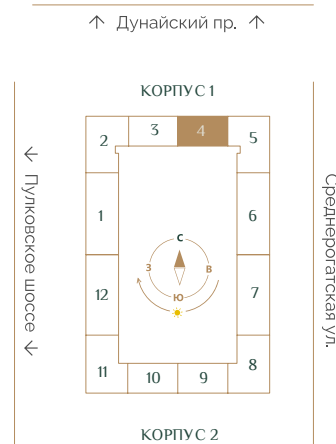 ↑ Дунайский пр. ↑
КОРПУС 1
2 3 4 5
← Пулковское шоссе ←
Среднерогатская ул.
1 6
С
З В
Ю
12 7
11 10 9 8
КОРПУС 2